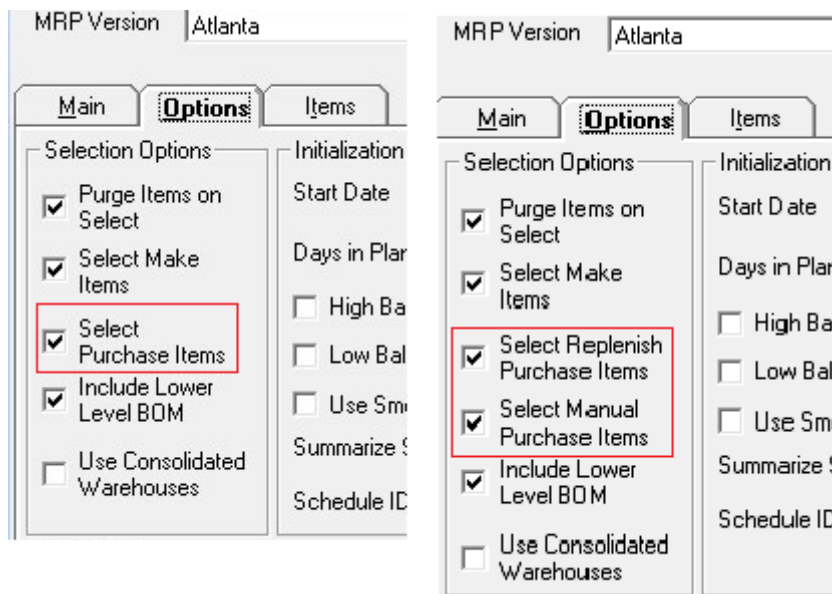 MRP Version Atlanta
Main Options Items
Selection Options
Purge Items on
Select
Select Make
Items
Select
Purchase Items
Include Lower
Level BOM
Use Consolidated
Warehouses
Initialization
Start Date
Days in Plan
High Ba
Low Bal
Use Smo
Summarize S
Schedule ID
MRP Version Atlanta
Main Options Items
Selection Options
Purge Items on
Select
Select Make
Items
Select Replenish
Purchase Items
Select Manual
Purchase Items
Include Lower
Level BOM
Use Consolidated
Warehouses
Initialization
Start Date
Days in Plan
High Ba
Low Bal
Use Sm
Summarize S
Schedule ID